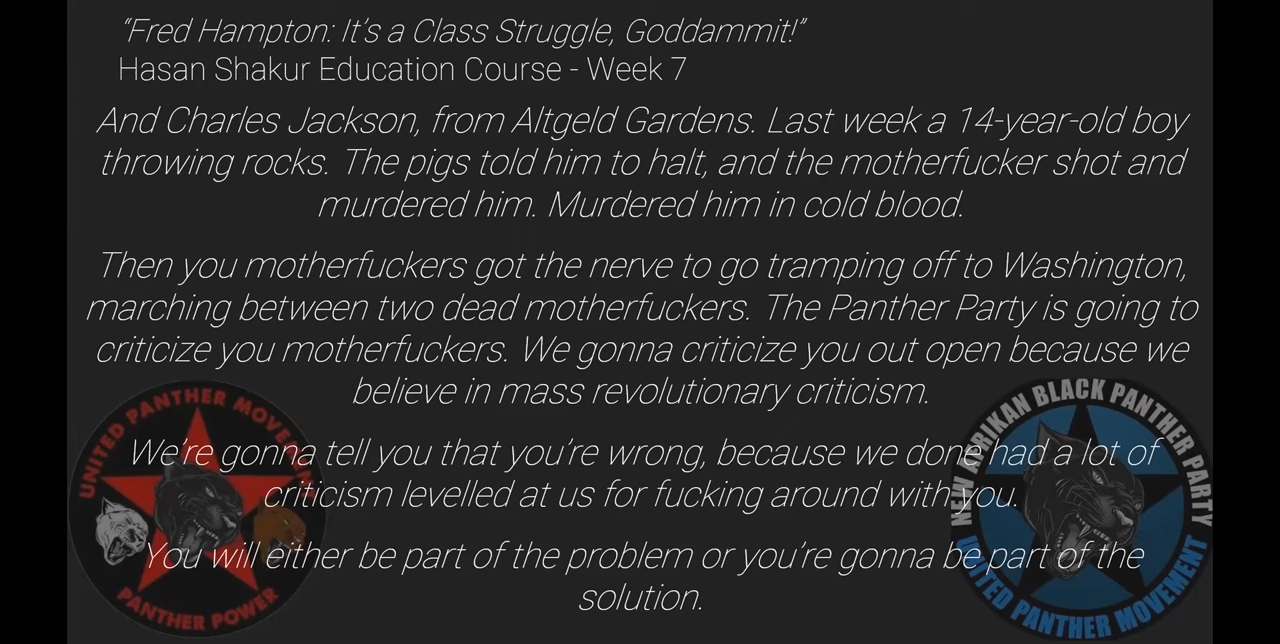 “Fred Hampton: It’s a Class Struggle, Goddammit!”
Hasan Shakur Education Course - Week 7
And Charles Jackson, from Altgeld Gardens. Last week a 14-year-old boy
throwing rocks. The pigs told him to halt, and the motherfucker shot and
murdered him. Murdered him in cold blood.
Then you motherfuckers got the nerve to go tramping off to Washington,
marching between two dead motherfuckers. The Panther Party is going to
criticize you motherfuckers. We gonna criticize you out open because we
believe in mass revolutionary criticism.
We’re gonna tell you that you’re wrong, because we done had a lot of
criticism levelled at us for fucking around with you.
You will either be part of the problem or you’re gonna be part of the
solution.
UNITED PANTHER MOVEMENT
PANTHER POWER
NEW AFRIKAN BLACK PANTHER PARTY
UNITED PANTHER MOVEMENT